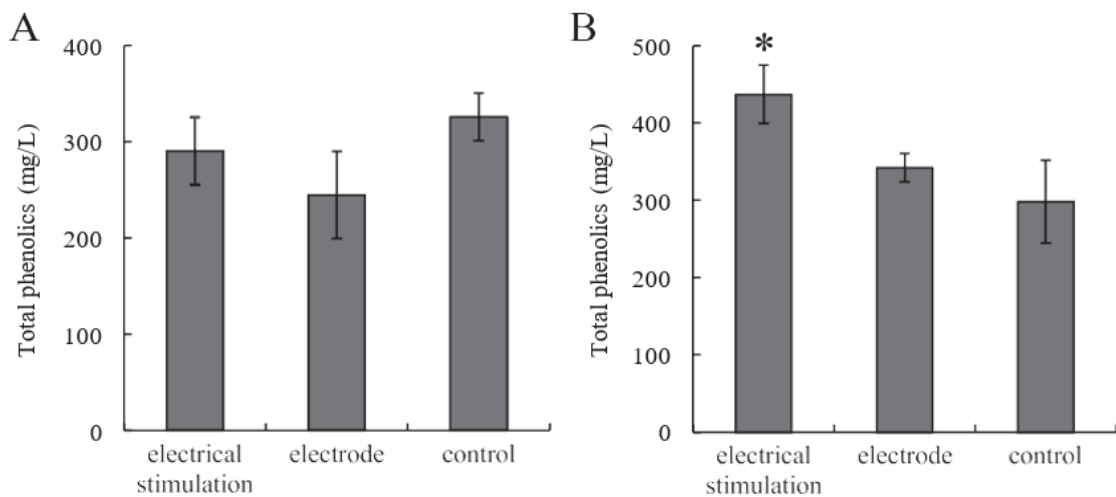 A
Total phenolics (mg/L)
400
300
200
100
0
electrical
stimulation
electrode
control
B
*
Total phenolics (mg/L)
500
400
300
200
100
0
electrical
stimulation
electrode
control